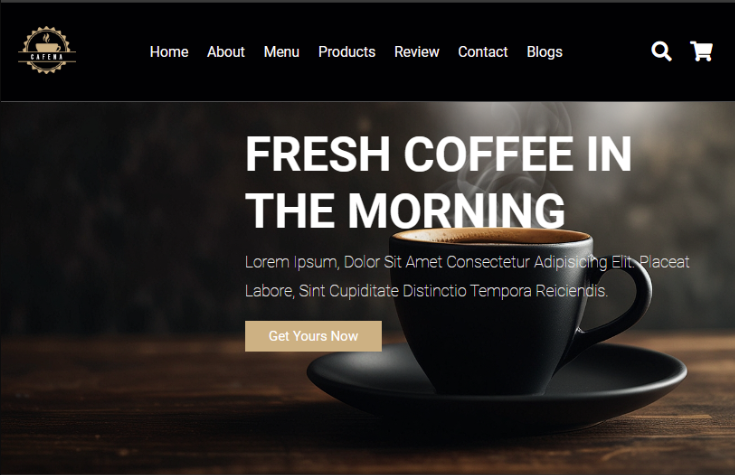 CAFENA
Home About Menu Products Review Contact Blogs
FRESH COFFEE IN
THE MORNING
Lorem Ipsum, Dolor Sit Amet Consectetur Adipisicing Elit. Placeat
Labore, Sint Cupiditate Distinctio Tempora Reiciendis.
Get Yours Now